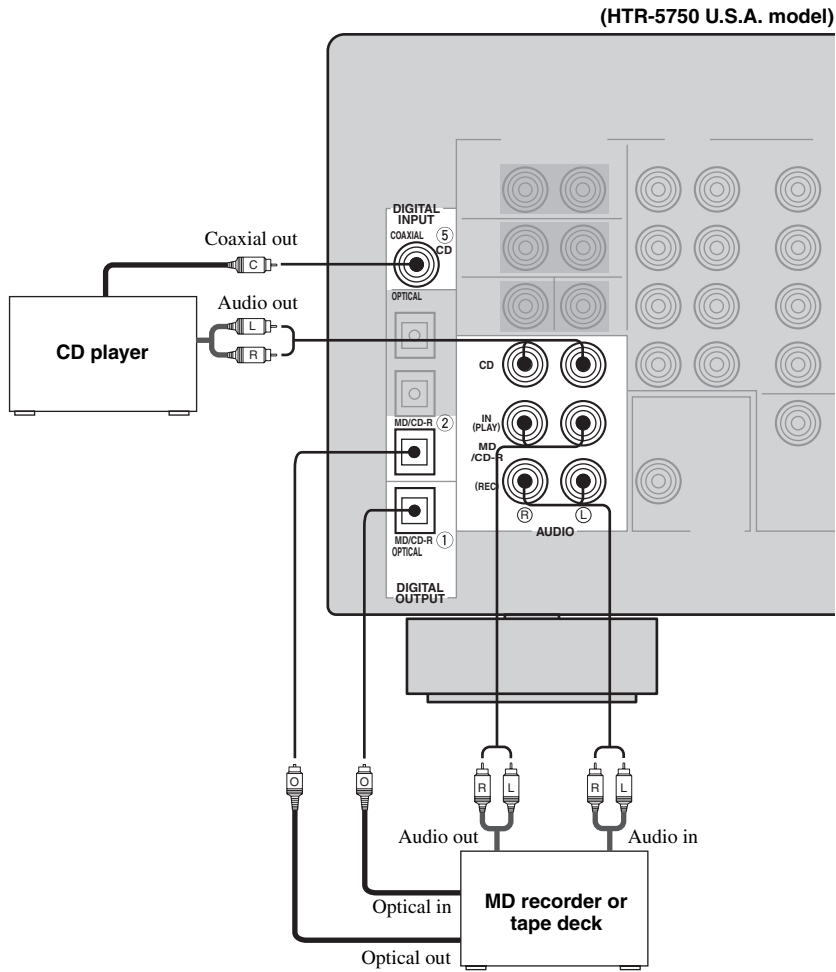 (HTR-5750 U.S.A. model)
DIGITAL
INPUT
COAXIAL
5
CD
Coaxial out
C
Audio out
L
R
CD player
OPTICAL
CD
MD/CD-R
2
IN
(PLAY)
MD
/CD-R
(REC)
R
L
AUDIO
MD/CD-R
1
OPTICAL
DIGITAL
OUTPUT
O
O
R
L
R
L
Audio out
Audio in
Optical in
Optical out
MD recorder or
tape deck